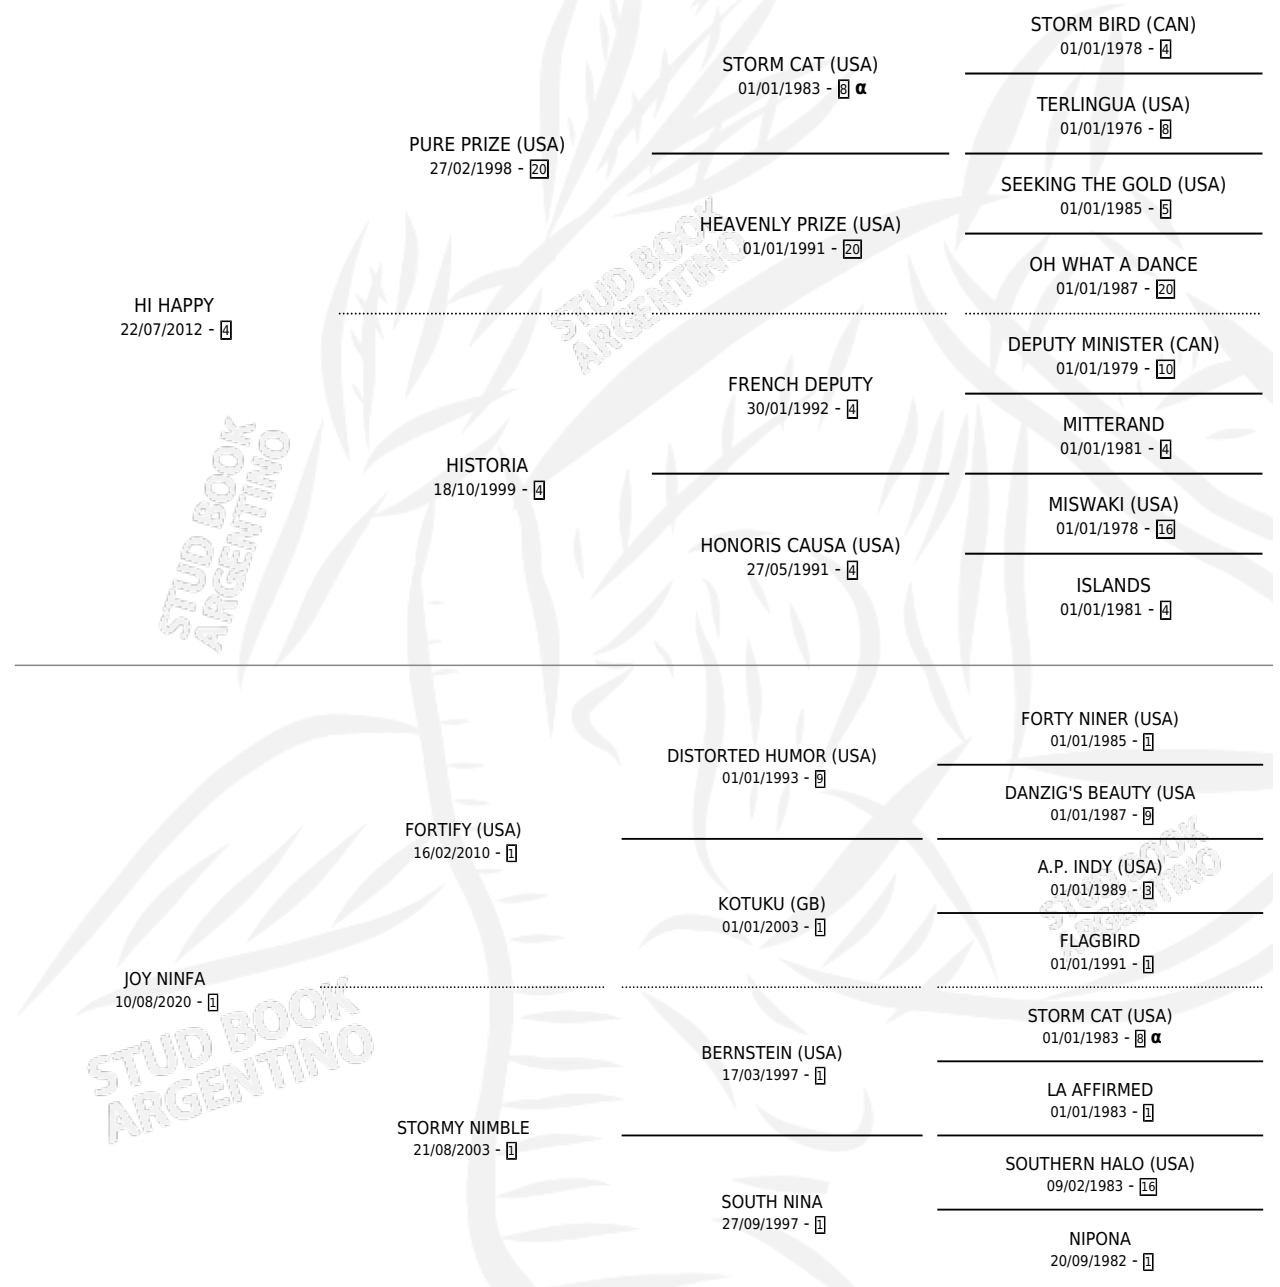 STORM BIRD (CAN)
01/01/1978 - 4
STORM CAT (USA)
01/01/1983 - 8 α
TERLINGUA (USA)
01/01/1976 - 8
PURE PRIZE (USA)
27/02/1998 - 20
SEEKING THE GOLD (USA)
01/01/1985 - 5
HEAVENLY PRIZE (USA)
01/01/1991 - 20
OH WHAT A DANCE
01/01/1987 - 20
HI HAPPY
22/07/2012 - 4
DEPUTY MINISTER (CAN)
01/01/1979 - 10
FRENCH DEPUTY
30/01/1992 - 4
MITTERAND
01/01/1981 - 4
HISTORIA
18/10/1999 - 4
MISWAKI (USA)
01/01/1978 - 16
HONORIS CAUSA (USA)
27/05/1991 - 4
ISLANDS
01/01/1981 - 4
STUD BOOK
ARGENTINO
STUD BOOK
ARGENTINO
FORTY NINER (USA)
01/01/1985 - 1
DISTORTED HUMOR (USA)
01/01/1993 - 9
DANZIG'S BEAUTY (USA
01/01/1987 - 9
FORTIFY (USA)
16/02/2010 - 1
A.P. INDY (USA)
01/01/1989 - 3
KOTUKU (GB)
01/01/2003 - 1
FLAGBIRD
01/01/1991 - 1
JOY NINFA
10/08/2020 - 1
STORM CAT (USA)
01/01/1983 - 8 α
BERNSTEIN (USA)
17/03/1997 - 1
LA AFFIRMED
01/01/1983 - 1
STORMY NIMBLE
21/08/2003 - 1
SOUTHERN HALO (USA)
09/02/1983 - 16
SOUTH NINA
27/09/1997 - 1
NIPONA
20/09/1982 - 1
STUD BOOK
ARGENTINO
STUD BOOK
ARGENTINO